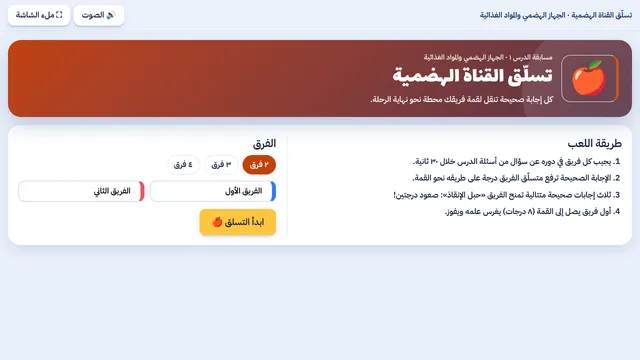 تسلّق القناة الهضمية · الجهاز الهضمي والمواد الغذائية
🔊 الصوت
⛶ ملء الشاشة
مسابقة الدرس ١ · الجهاز الهضمي والمواد الغذائية
تسلّق القناة الهضمية
كل إجابة صحيحة تنقل لقمة فريقك محطة نحو نهاية الرحلة.
طريقة اللعب
1. يجيب كل فريق في دوره عن سؤال من أسئلة الدرس خلال ٣٠ ثانية.
2. الإجابة الصحيحة ترفع متسلّق الفريق درجة على طريقه نحو القمة.
3. ثلاث إجابات صحيحة متتالية تمنح الفريق «حبل الإنقاذ»: صعود درجتين!
4. أول فريق يصل إلى القمة (٨ درجات) يغرس علمه ويفوز.
الفرق
٢ فرق
٣ فرق
٤ فرق
الفريق الأول
الفريق الثاني
ابدأ التسلق 🍎